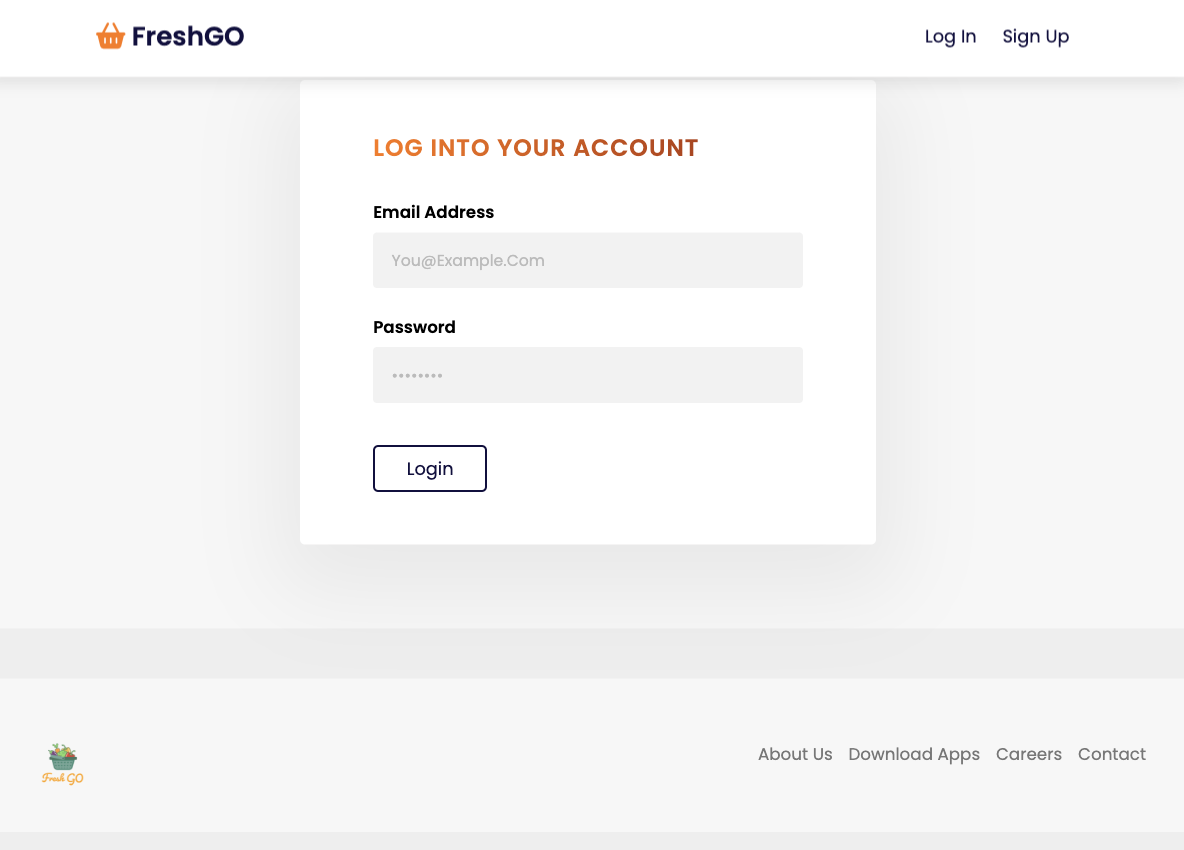 FreshGO
Log In Sign Up
LOG INTO YOUR ACCOUNT
Email Address
You@Example.Com
Password
••••••••
Login
Fresh GO
About Us Download Apps Careers Contact